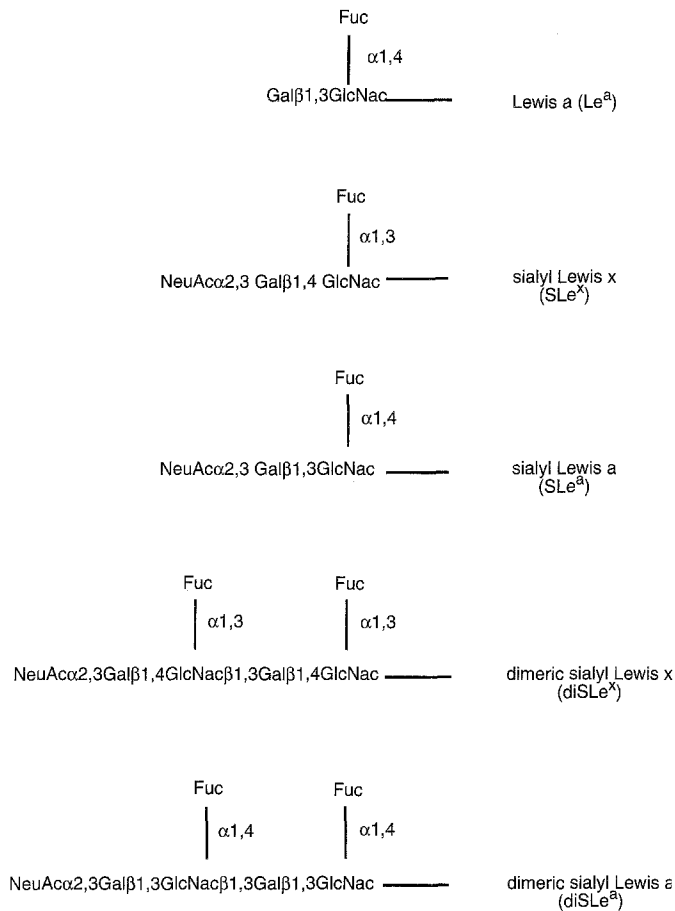 Fuc
α1,4
Galβ1,3GlcNac
Lewis a (Le^a)
Fuc
α1,3
NeuAcα2,3 Galβ1,4 GlcNac
sialyl Lewis x
(SLe^x)
Fuc
α1,4
NeuAcα2,3 Galβ1,3GlcNac
sialyl Lewis a
(SLe^a)
Fuc Fuc
α1,3 α1,3
NeuAcα2,3Galβ1,4GlcNacβ1,3Galβ1,4GlcNac
dimeric sialyl Lewis x
(diSLe^x)
Fuc Fuc
α1,4 α1,4
NeuAcα2,3Galβ1,3GlcNacβ1,3Galβ1,3GlcNac
dimeric sialyl Lewis a
(diSLe^a)